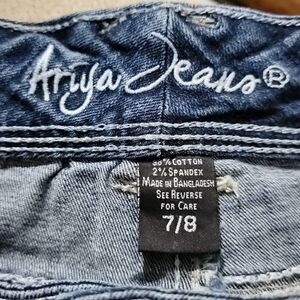 Ariya Jeans®
98% COTTON
2% SPANDEX
MADE IN BANGLADESH
SEE REVERSE
FOR CARE
7/8